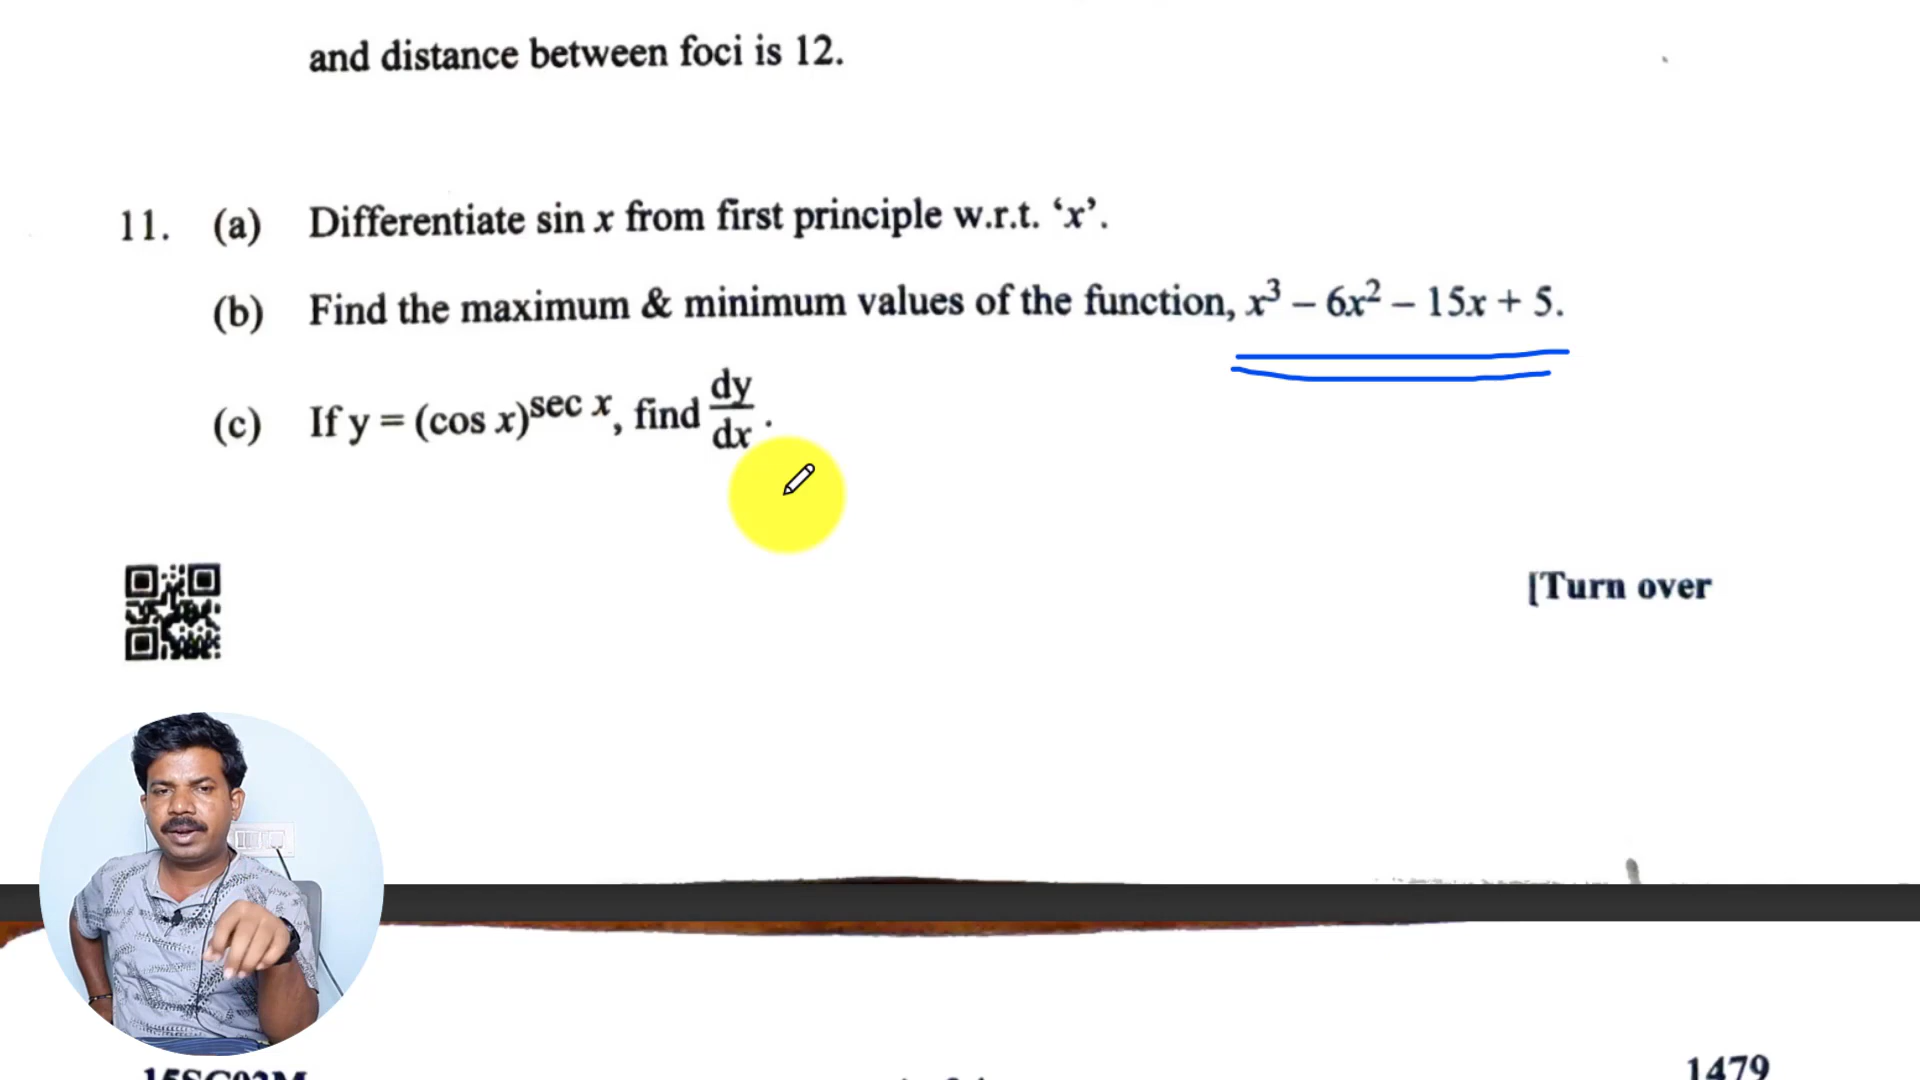 and distance between foci is 12.
11. (a) Differentiate sin x from first principle w.r.t. ‘x’.
(b) Find the maximum & minimum values of the function, x³ – 6x² – 15x + 5.
(c) If y = (cos x)^sec x, find dy/dx.
[Turn over
1479